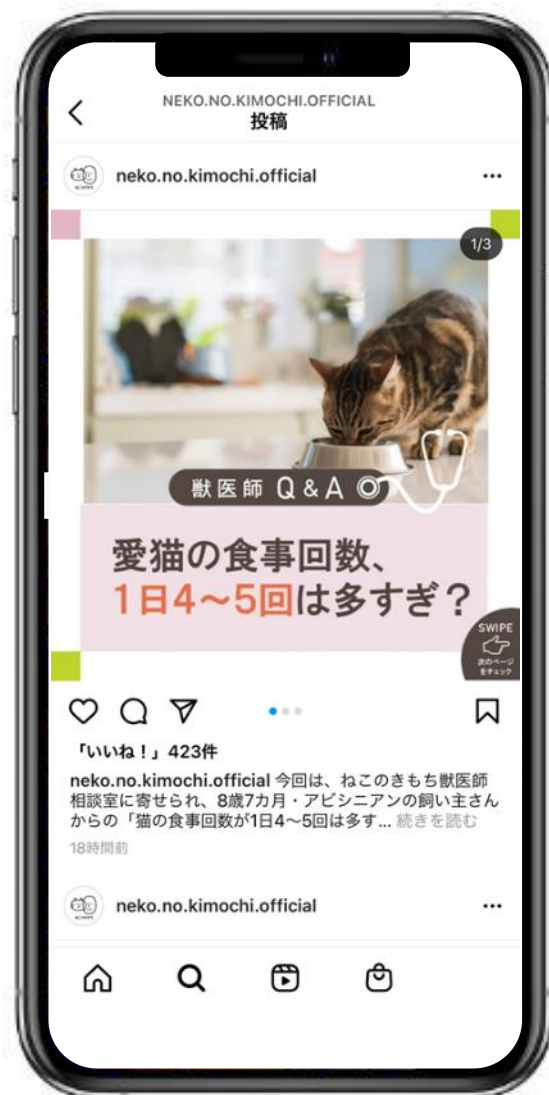 NEKO.NO.KIMOCHI.OFFICIAL
投稿
neko.no.kimochi.official
1/3
獣医師 Q&A
愛猫の食事回数、
1日4〜5回は多すぎ?
SWIPE
次のページ
をチェック
「いいね!」423件
neko.no.kimochi.official 今回は、ねこのきもち獣医師
相談室に寄せられ、8歳7カ月・アビシニアンの飼い主さん
からの「猫の食事回数が1日4〜5回は多す... 続きを読む
18時間前
neko.no.kimochi.official